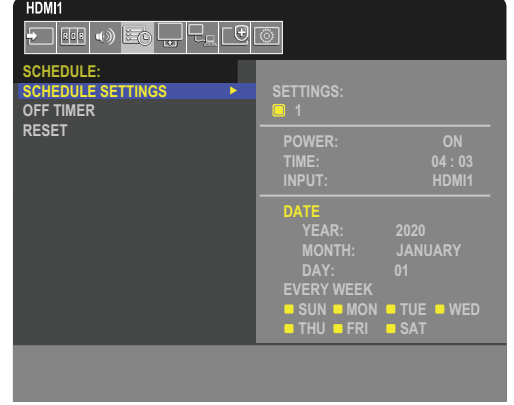 HDMI1
RGB
SCHEDULE:
SCHEDULE SETTINGS
OFF TIMER
RESET
SETTINGS:
1
POWER: ON
TIME: 04 : 03
INPUT: HDMI1
DATE
YEAR: 2020
MONTH: JANUARY
DAY: 01
EVERY WEEK
SUN MON TUE WED
THU FRI SAT